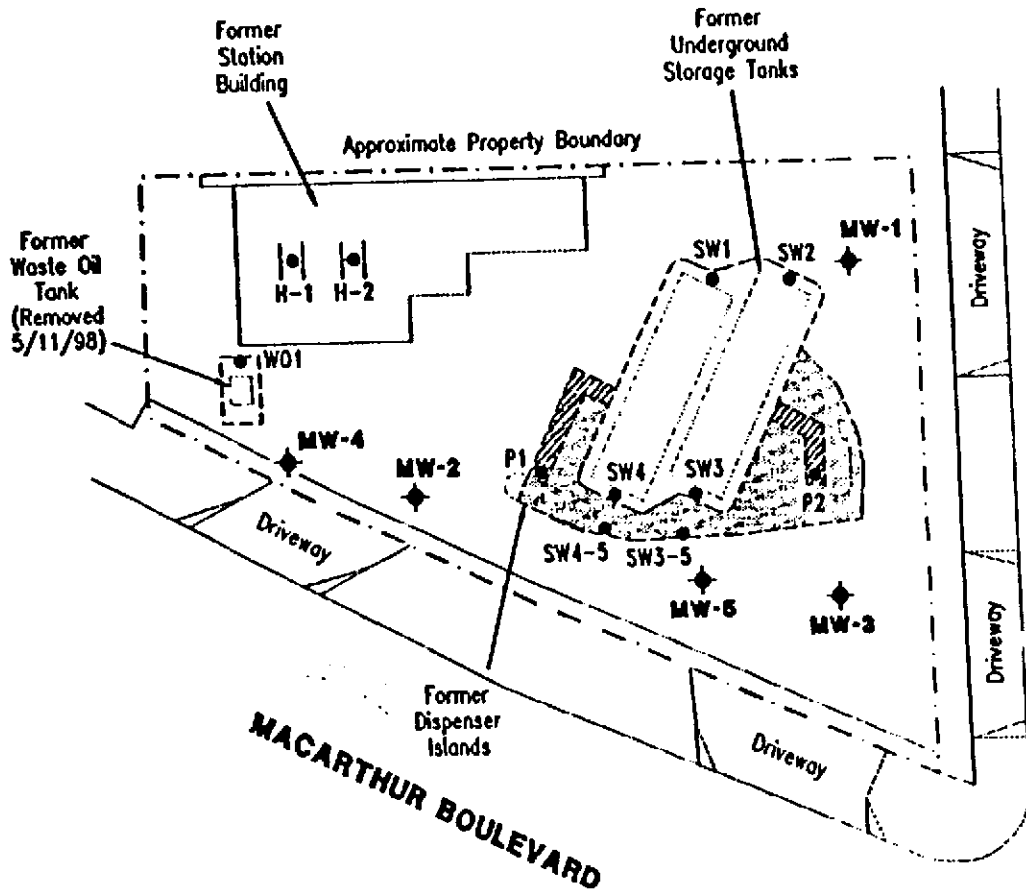 Former
Station
Building
Former
Underground
Storage Tanks
Approximate Property Boundary
Former
Waste Oil
Tank
(Removed
5/11/98)
H-1
H-2
SW1
SW2
MW-1
Driveway
WO1
MW-4
MW-2
P1
SW4
SW3
P2
SW4-5
SW3-5
MW-5
MW-3
Driveway
Driveway
Former
Dispenser
Islands
Driveway
MACARTHUR BOULEVARD